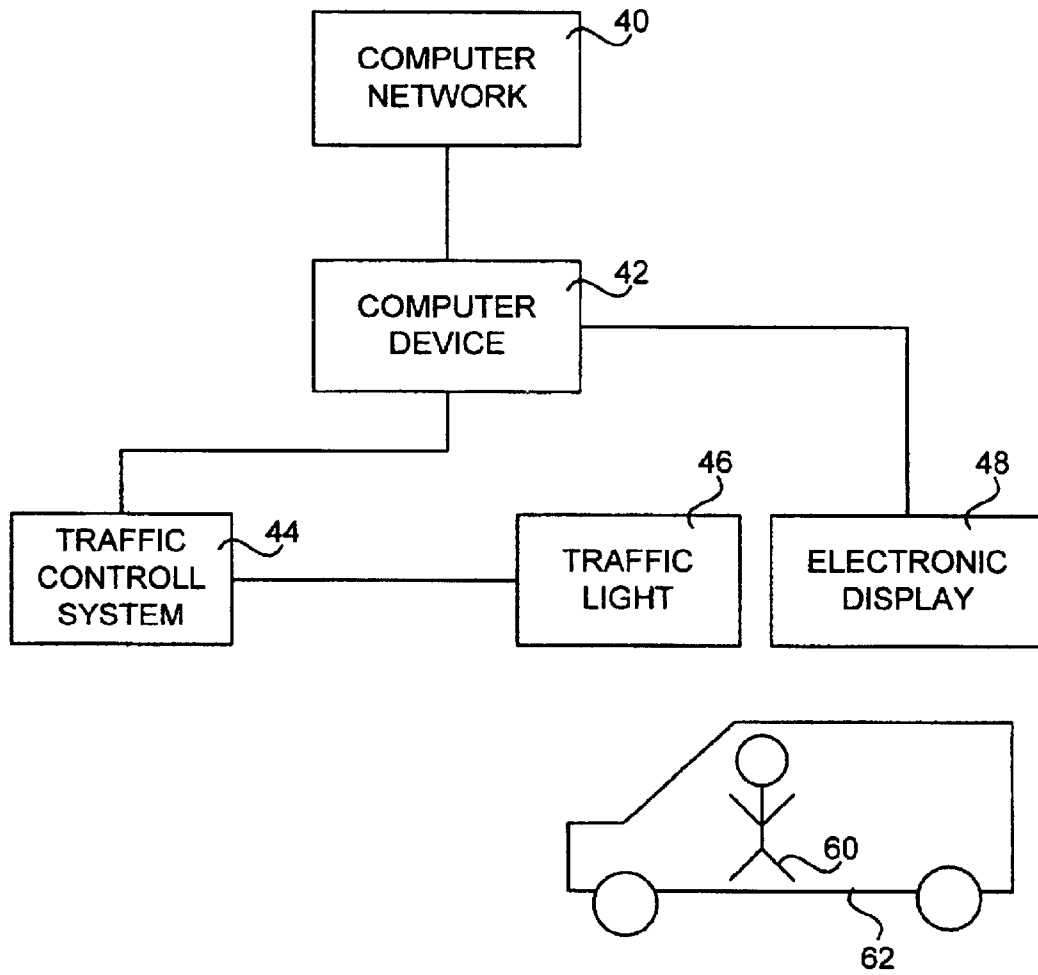 40
COMPUTER
NETWORK
42
COMPUTER
DEVICE
44
TRAFFIC
CONTROLL
SYSTEM
46
TRAFFIC
LIGHT
48
ELECTRONIC
DISPLAY
60
62